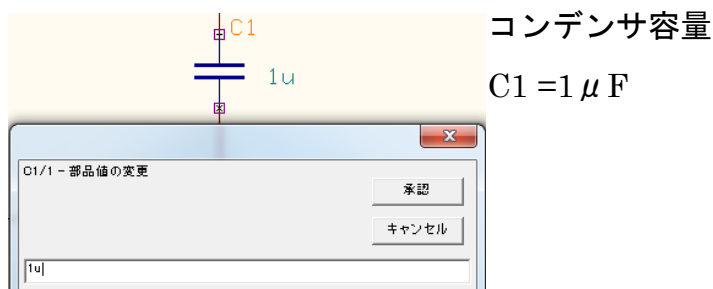 C1
1u
コンデンサ容量
C1 =1μF
C1/1 - 部品値の変更
承認
キャンセル
1u